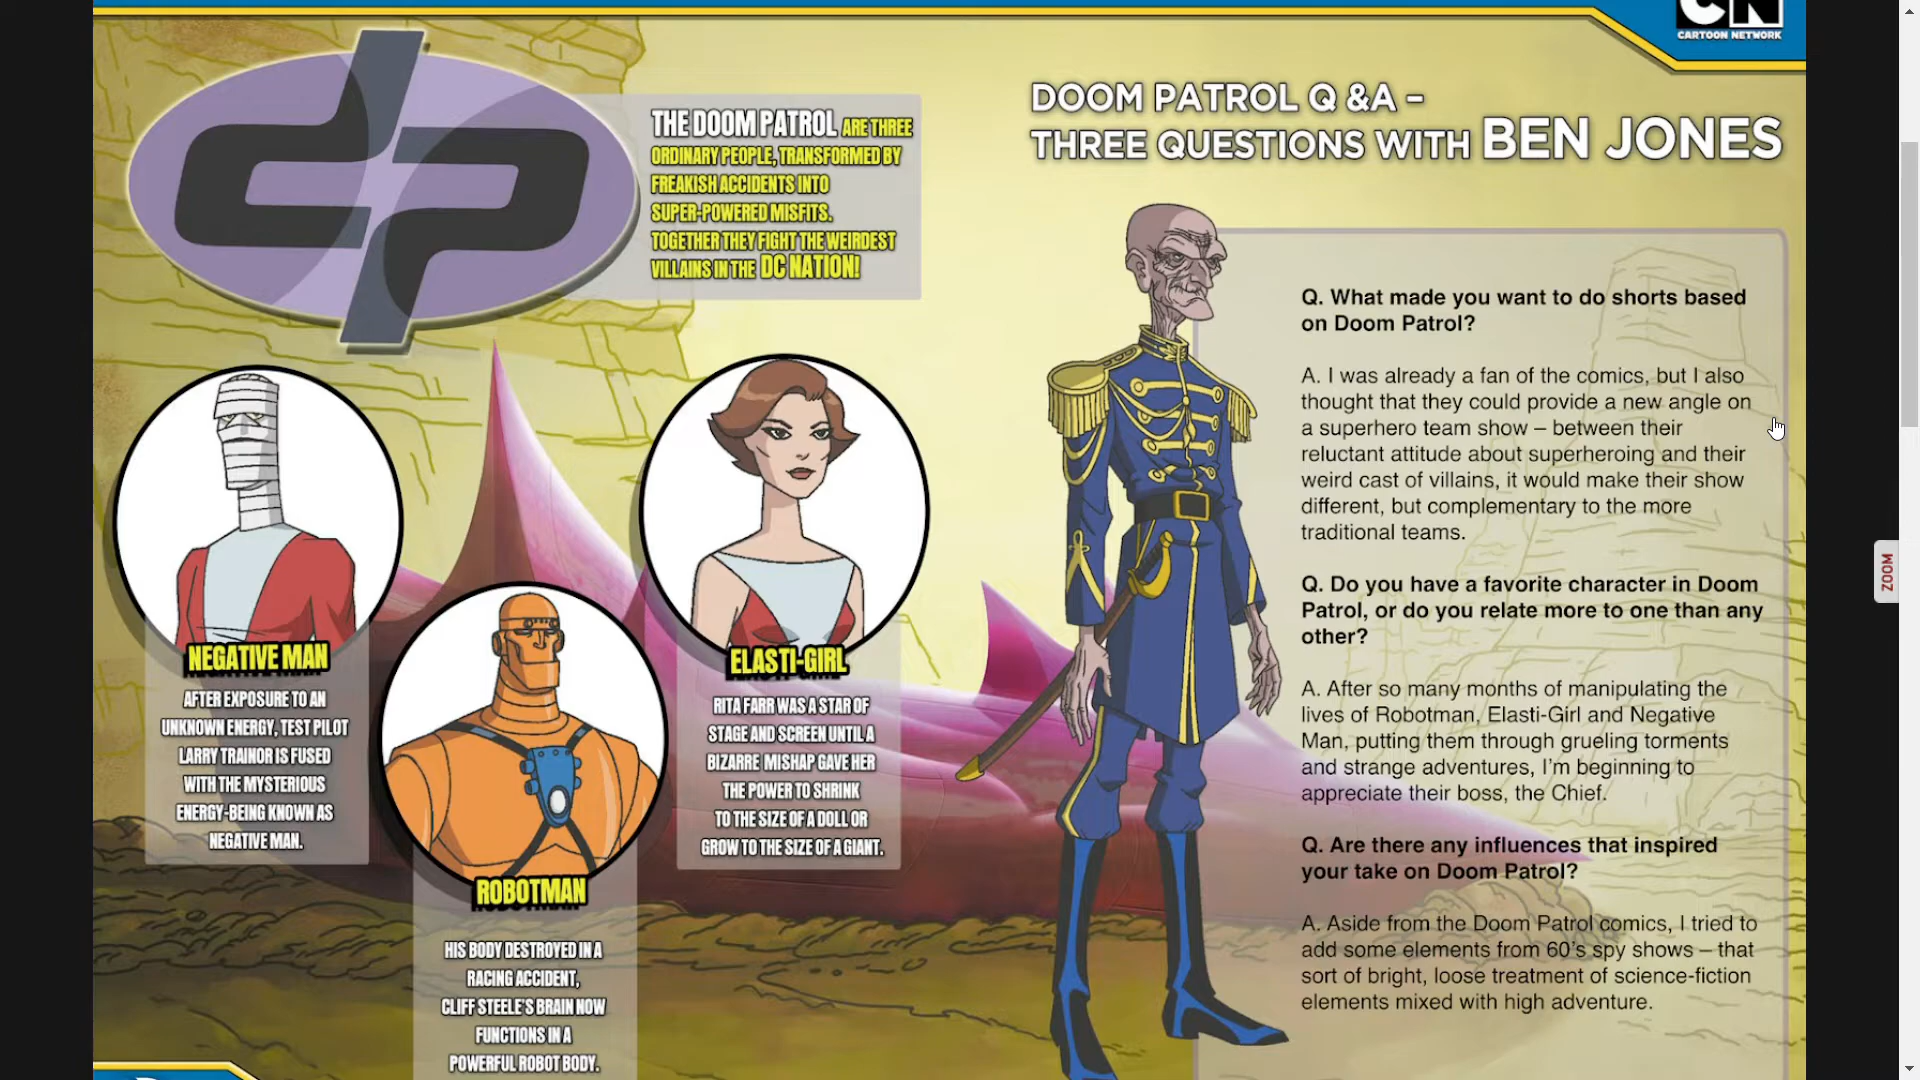 CN
CARTOON NETWORK
dp
THE DOOM PATROL ARE THREE
ORDINARY PEOPLE, TRANSFORMED BY
FREAKISH ACCIDENTS INTO
SUPER-POWERED MISFITS.
TOGETHER THEY FIGHT THE WEIRDEST
VILLAINS IN THE DC NATION!
NEGATIVE MAN
AFTER EXPOSURE TO AN
UNKNOWN ENERGY, TEST PILOT
LARRY TRAINOR IS FUSED
WITH THE MYSTERIOUS
ENERGY-BEING KNOWN AS
NEGATIVE MAN.
ROBOTMAN
HIS BODY DESTROYED IN A
RACING ACCIDENT,
CLIFF STEELE'S BRAIN NOW
FUNCTIONS IN A
POWERFUL ROBOT BODY.
ELASTI-GIRL
RITA FARR WAS A STAR OF
STAGE AND SCREEN UNTIL A
BIZARRE MISHAP GAVE HER
THE POWER TO SHRINK
TO THE SIZE OF A DOLL OR
GROW TO THE SIZE OF A GIANT.
DOOM PATROL Q &A –
THREE QUESTIONS WITH BEN JONES
Q. What made you want to do shorts based
on Doom Patrol?
A. I was already a fan of the comics, but I also
thought that they could provide a new angle on
a superhero team show – between their
reluctant attitude about superheroing and their
weird cast of villains, it would make their show
different, but complementary to the more
traditional teams.
Q. Do you have a favorite character in Doom
Patrol, or do you relate more to one than any
other?
A. After so many months of manipulating the
lives of Robotman, Elasti-Girl and Negative
Man, putting them through grueling torments
and strange adventures, I'm beginning to
appreciate their boss, the Chief.
Q. Are there any influences that inspired
your take on Doom Patrol?
A. Aside from the Doom Patrol comics, I tried to
add some elements from 60's spy shows – that
sort of bright, loose treatment of science-fiction
elements mixed with high adventure.
ZOOM